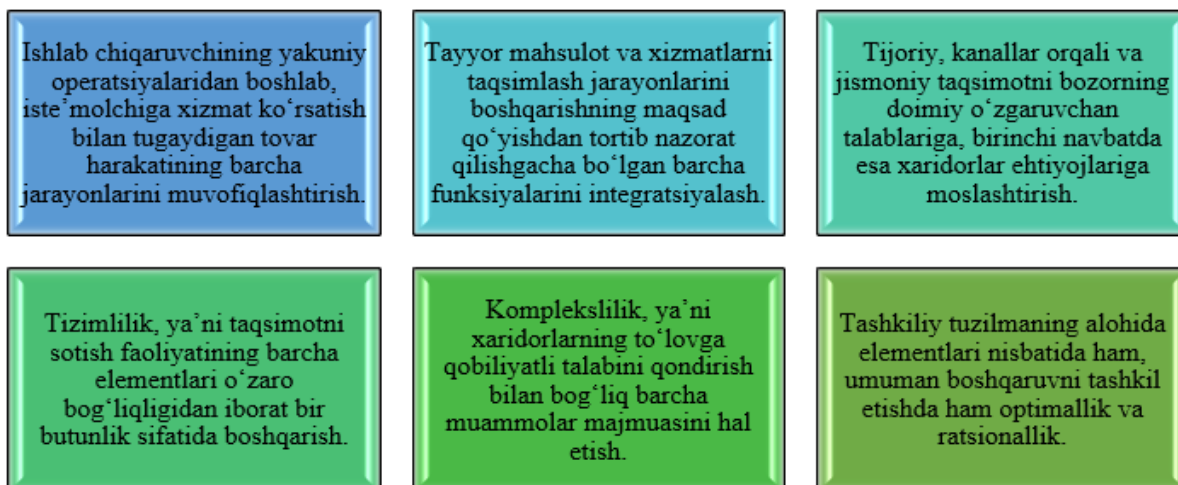 Ishlab chiqaruvchining yakuniy
operatsiyalaridan boshlab,
iste’molchiga xizmat ko‘rsatish
bilan tugaydigan tovar
harakatining barcha
jarayonlarini muvofiqlashtirish.
Tayyor mahsulot va xizmatlarni
taqsimlash jarayonlarini
boshqarishning maqsad
qo‘yishdan tortib nazorat
qilishgacha bo‘lgan barcha
funksiyalarini integratsiyalash.
Tijoriy, kanallar orqali va
jismoniy taqsimotni bozorning
doimiy o‘zgaruvchan
talablariga, birinchi navbatda
esa xaridorlar ehtiyojlariga
moslashtirish.
Tizimlilik, ya’ni taqsimotni
sotish faoliyatining barcha
elementlari o‘zaro
bog‘liqligidan iborat bir
butunlik sifatida boshqarish.
Komplekslilik, ya’ni
xaridorlarning to‘lovga
qobiliyatli talabini qondirish
bilan bog‘liq barcha
muammolar majmuasini hal
etish.
Tashkiliy tuzilmaning alohida
elementlari nisbatida ham,
umuman boshqaruvni tashkil
etishda ham optimallik va
ratsionallik.